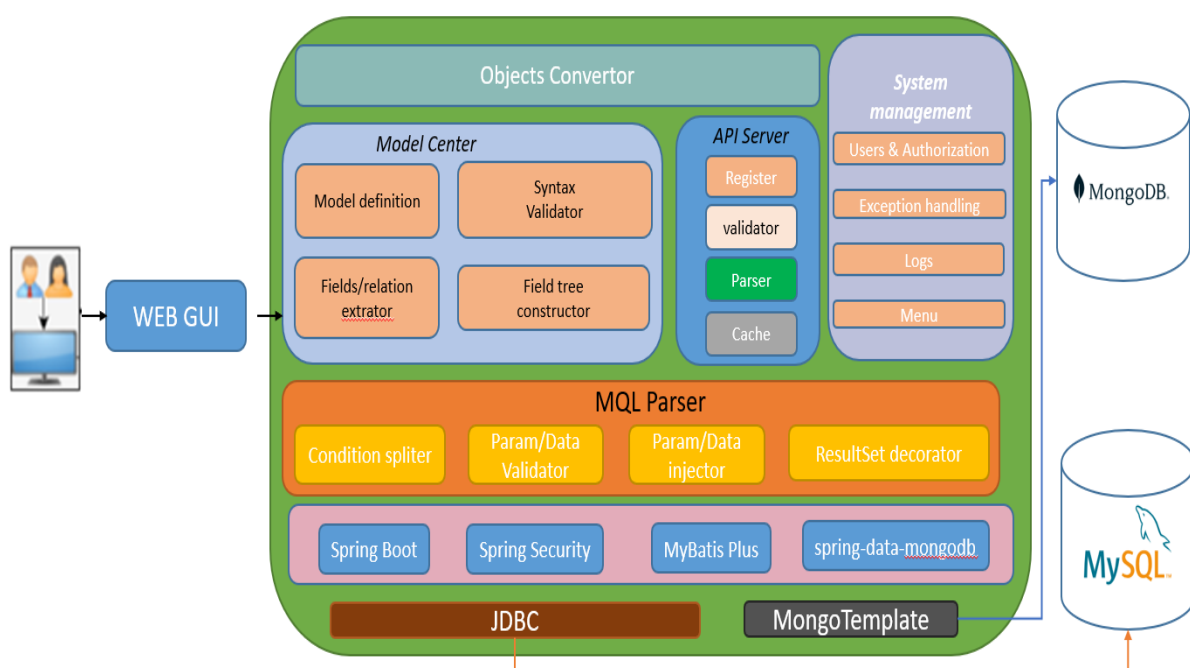 Objects Convertor
System
management
Users & Authorization
Exception handling
Logs
Menu
Model Center
Model definition
Syntax
Validator
Fields/relation
extrator
Field tree
constructor
API Server
Register
validator
Parser
Cache
WEB GUI
MongoDB.
MQL Parser
Condition spliter
Param/Data
Validator
Param/Data
injector
ResultSet decorator
Spring Boot
Spring Security
MyBatis Plus
spring-data-mongodb
MySQL
JDBC
MongoTemplate